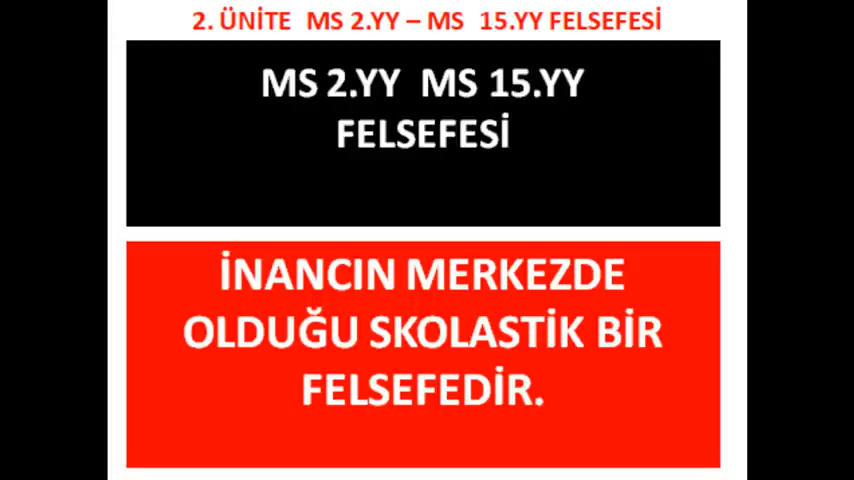 2. ÜNİTE MS 2.YY – MS 15.YY FELSEFESİ
MS 2.YY MS 15.YY
FELSEFESİ
İNANCIN MERKEZDE
OLDUĞU SKOLASTİK BİR
FELSEFEDİR.